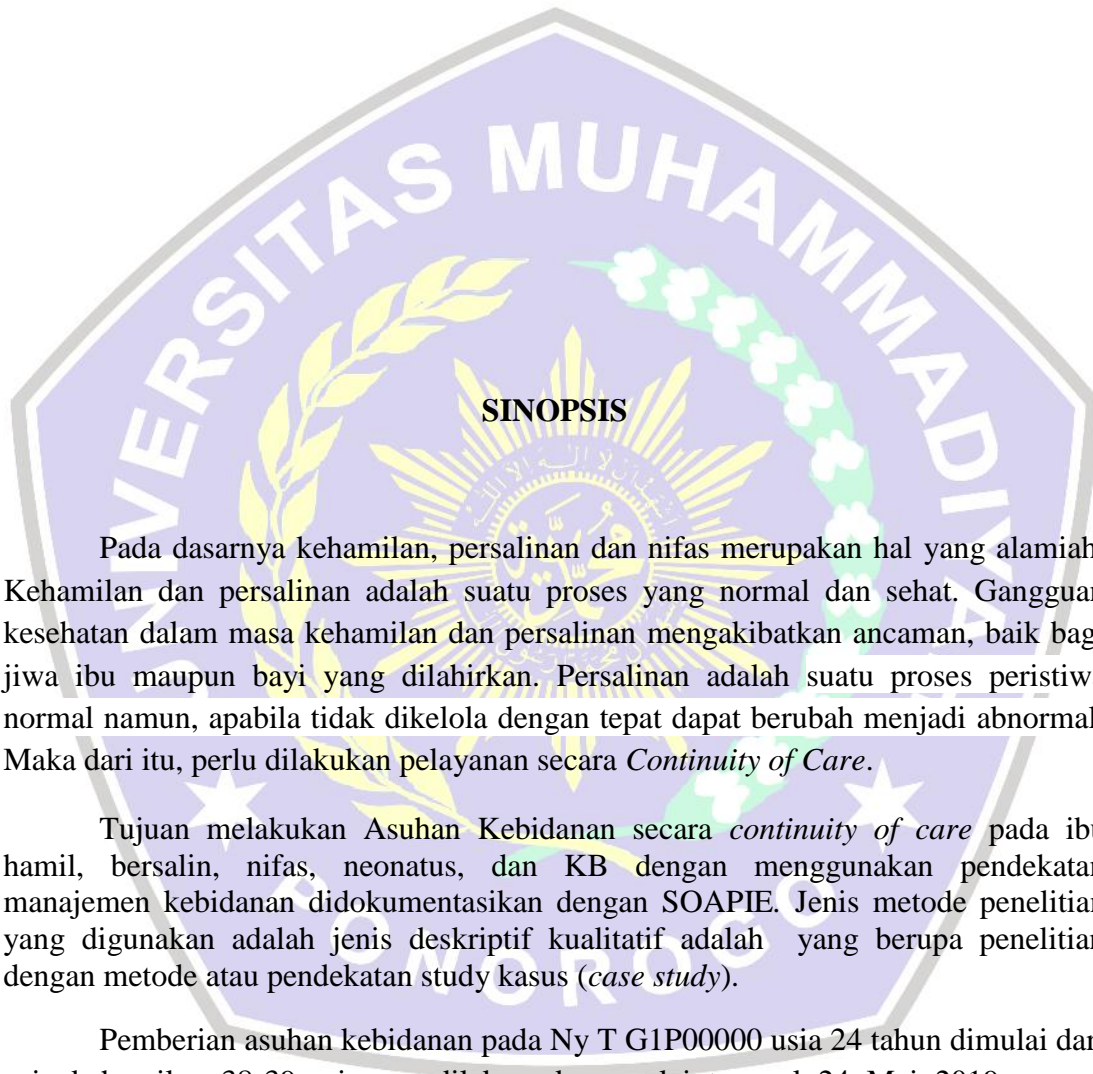 UNIVERSITAS MUHAMMADIYAH
PONOROGO
SINOPSIS
Pada dasarnya kehamilan, persalinan dan nifas merupakan hal yang alamiah
Kehamilan dan persalinan adalah suatu proses yang normal dan sehat. Ganggua
kesehatan dalam masa kehamilan dan persalinan mengakibatkan ancaman, baik bag
jiwa ibu maupun bayi yang dilahirkan. Persalinan adalah suatu proses peristiw
normal namun, apabila tidak dikelola dengan tepat dapat berubah menjadi abnormal
Maka dari itu, perlu dilakukan pelayanan secara Continuity of Care.
Tujuan melakukan Asuhan Kebidanan secara continuity of care pada ibu
hamil, bersalin, nifas, neonatus, dan KB dengan menggunakan pendekatan
manajemen kebidanan didokumentasikan dengan SOAPIE. Jenis metode penelitian
yang digunakan adalah jenis deskriptif kualitatif adalah yang berupa penelitian
dengan metode atau pendekatan study kasus (case study).
Pemberian asuhan kebidanan pada Ny T G1P00000 usia 24 tahun dimulai dar